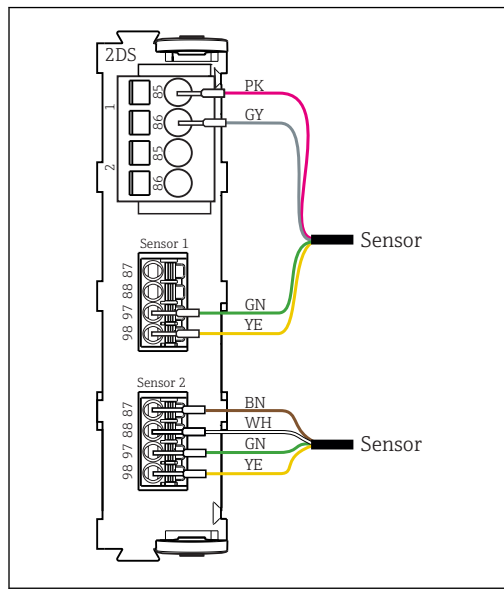 2DS
1
85
PK
86
GY
2
85
86
Sensor
Sensor 1
87
88
97
GN
98
YE
Sensor 2
87
BN
88
WH
Sensor
97
GN
98
YE